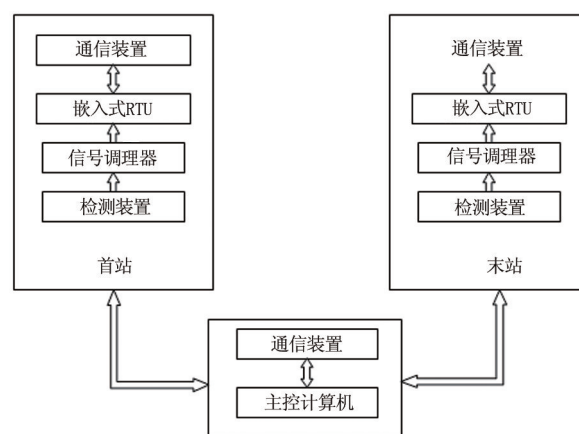 通信装置
嵌入式RTU
信号调理器
检测装置
首站
通信装置
嵌入式RTU
信号调理器
检测装置
末站
通信装置
主控计算机